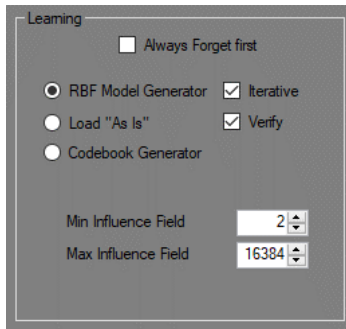 Learning
Always Forget first
RBF Model Generator Iterative
Load "As Is" Verify
Codebook Generator
Min Influence Field 2
Max Influence Field 16384